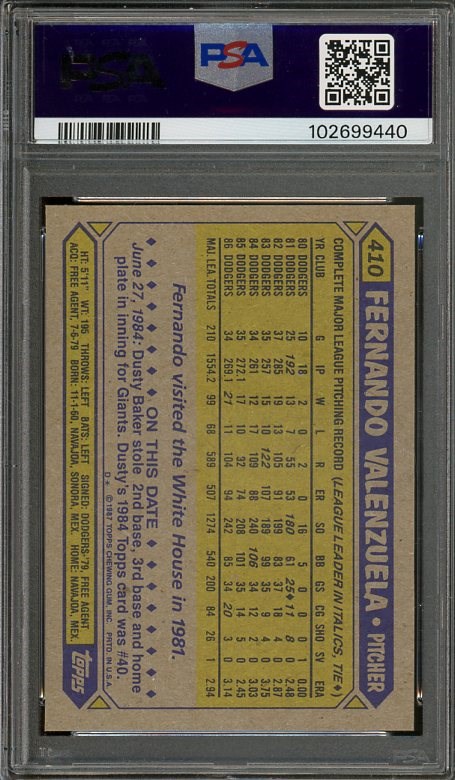 PSA
102699440
410 FERNANDO VALENZUELA • PITCHER
COMPLETE MAJOR LEAGUE PITCHING RECORD (LEAGUE LEADER IN ITALICS, TIE♦)
YR CLUB G IP W L R ER SO BB GS CG SHO SV ERA
80 DODGERS 10 18 2 0 2 0 16 5 0 0 0 1 0.00
81 DODGERS 25 192 13 7 55 53 180 61 25♦ 11 8 0 2.48
82 DODGERS 37 285 19 13 105 91 199 83 37 18 4 0 2.87
83 DODGERS 35 257 15 10 122 107 189 99 35 9 4 0 3.75
84 DODGERS 34 261 12 17 109 88 240 106 34 12 2 0 3.03
85 DODGERS 35 272.1 17 10 92 74 208 101 35 14 5 0 2.45
86 DODGERS 34 269.1 21 11 104 94 242 85 34 20 3 0 3.14
MAJ. LEA. TOTALS 210 1554.2 99 68 589 507 1274 540 200 84 26 1 2.94
Fernando visited the White House in 1981.
♦ ♦ ♦ ♦ ♦ ♦ ON THIS DATE ♦ ♦ ♦ ♦ ♦ ♦
June 27, 1984: Dusty Baker stole 2nd base, 3rd base and home
plate in inning for Giants. Dusty's 1984 Topps card was #40.
D* © 1987 TOPPS CHEWING GUM, INC. PRTD. IN U.S.A.
HT: 5'11" WT: 195 THROWS: LEFT BATS: LEFT SIGNED: DODGERS-'79, FREE AGENT
ACQ: FREE AGENT, 7-6-79 BORN: 11-1-60, NAVAJOA, SONORA, MEX. HOME: NAVAJOA, MEX.
TOPPS